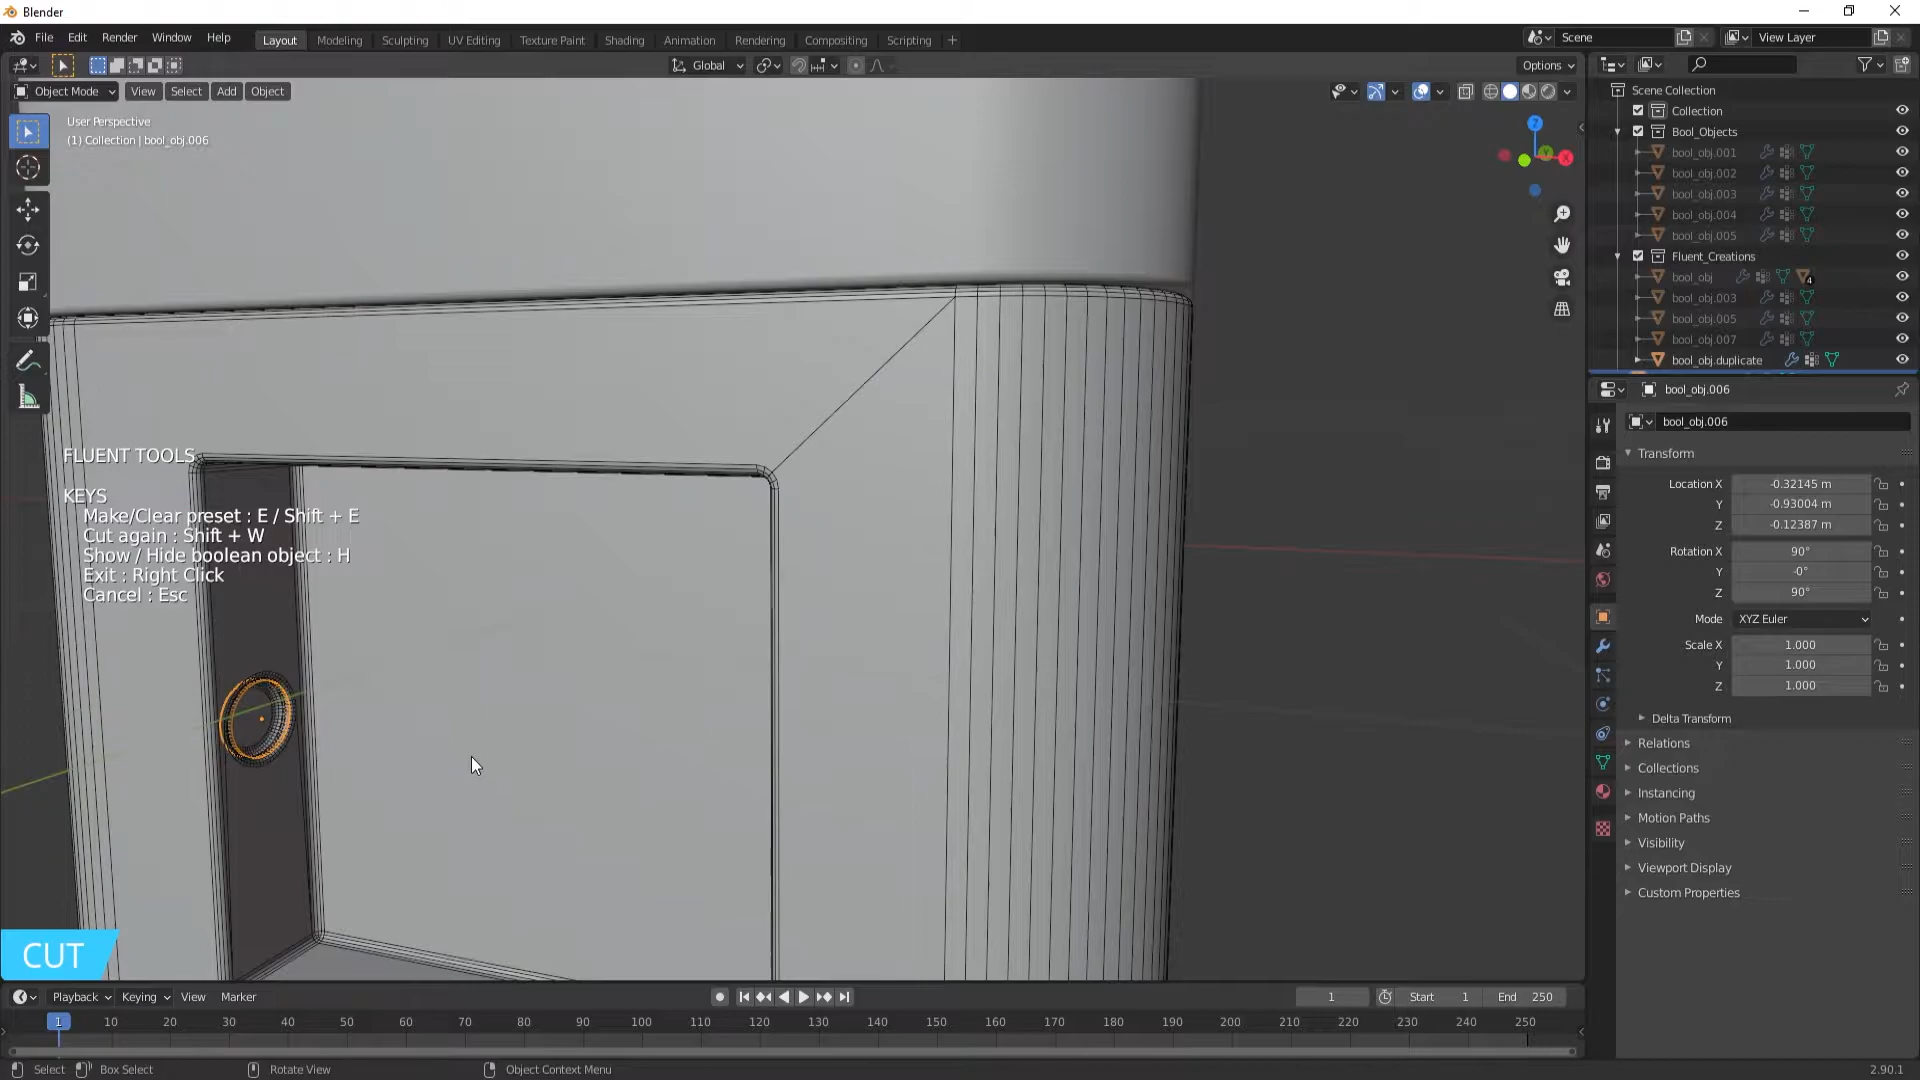 Blender
File Edit Render Window Help
Layout Modeling Sculpting UV Editing Texture Paint Shading Animation Rendering Compositing Scripting +
Scene
View Layer
Global
Options
Object Mode View Select Add Object
User Perspective
(1) Collection | bool_obj.006
FLUENT TOOLS
KEYS
Make/Clear preset : E / Shift + E
Cut again : Shift + W
Show / Hide boolean object : H
Exit : Right Click
Cancel : Esc
CUT
Z
X
Y
Scene Collection
Collection
Bool_Objects
bool_obj.001
bool_obj.002
bool_obj.003
bool_obj.004
bool_obj.005
Fluent_Creations
bool_obj
4
bool_obj.003
bool_obj.005
bool_obj.007
bool_obj.duplicate
bool_obj.006
bool_obj.006
Transform
Location X -0.32145 m
Y -0.93004 m
Z -0.12387 m
Rotation X 90°
Y -0°
Z 90°
Mode XYZ Euler
Scale X 1.000
Y 1.000
Z 1.000
Delta Transform
Relations
Collections
Instancing
Motion Paths
Visibility
Viewport Display
Custom Properties
Playback Keying View Marker
1 Start 1 End 250
1 10 20 30 40 50 60 70 80 90 100 110 120 130 140 150 160 170 180 190 200 210 220 230 240 250
Select Box Select Rotate View Object Context Menu 2.90.1